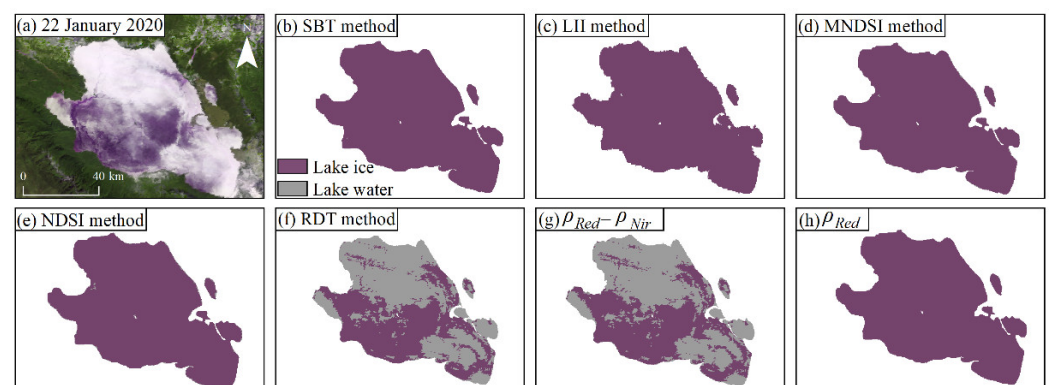 (a) 22 January 2020
(b) SBT method
(c) LII method
(d) MNDSI method
N
0
40 km
Lake ice
Lake water
(e) NDSI method
(f) RDT method
(g) ρRed − ρNir
(h) ρRed